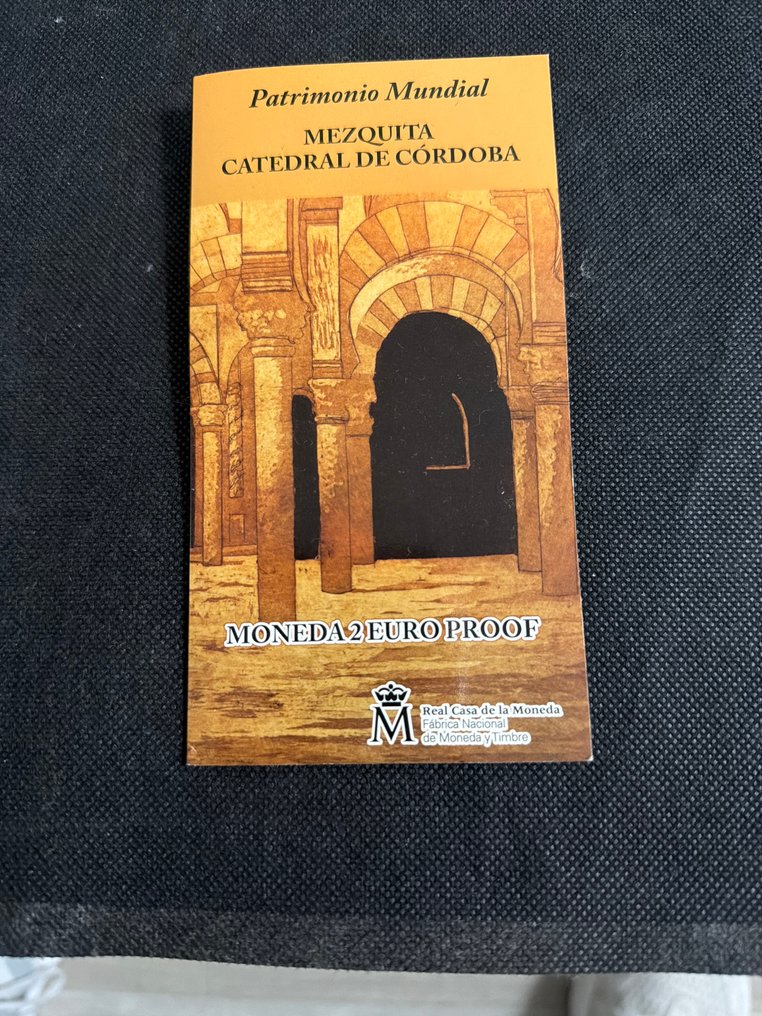 Patrimonio Mundial
MEZQUITA
CATEDRAL DE CÓRDOBA
MONEDA 2 EURO PROOF
M
Real Casa de la Moneda
Fábrica Nacional
de Moneda y Timbre